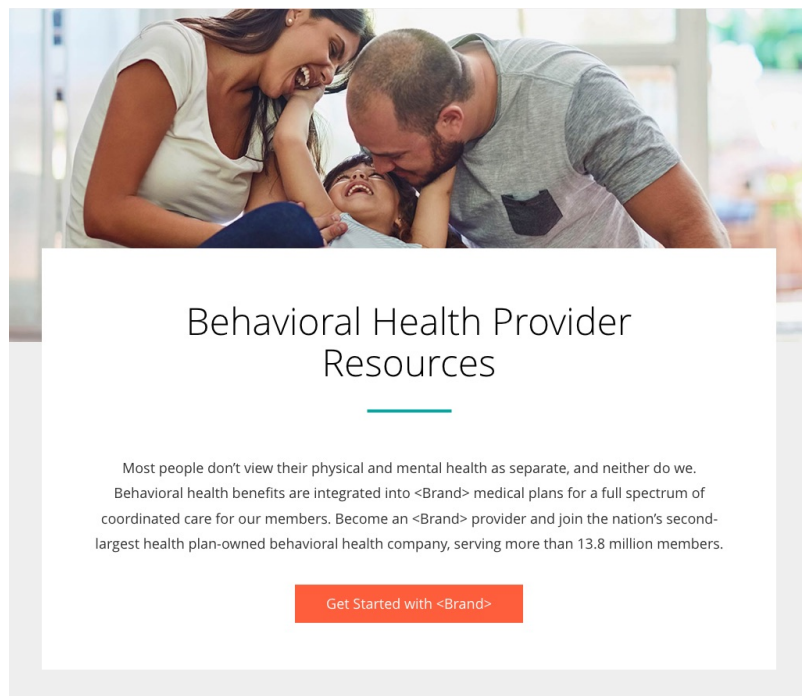 Behavioral Health Provider
Resources
Most people don’t view their physical and mental health as separate, and neither do we.
Behavioral health benefits are integrated into <Brand> medical plans for a full spectrum of
coordinated care for our members. Become an <Brand> provider and join the nation’s second-
largest health plan-owned behavioral health company, serving more than 13.8 million members.
Get Started with <Brand>